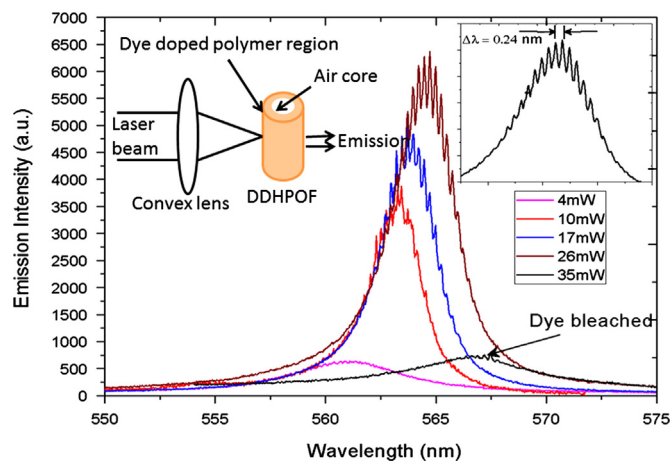 7000
6500
6000
5500
5000
4500
4000
3500
3000
2500
2000
1500
1000
500
0
Emission Intensity (a.u.)
Dye doped polymer region
Air core
Laser
beam
Emission
Convex lens
DDHPOF
Δλ = 0.24 nm
4mW
10mW
17mW
26mW
35mW
Dye bleached
550
555
560
565
570
575
Wavelength (nm)